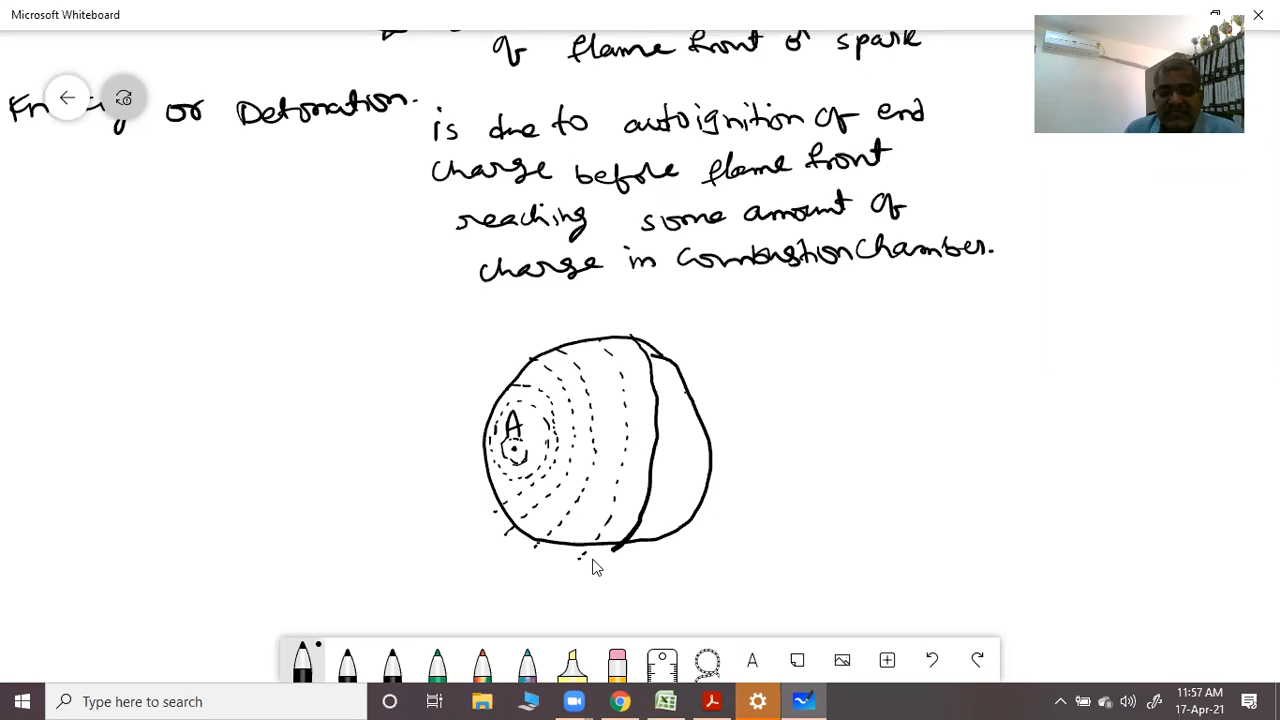 Microsoft Whiteboard
of flame front or spark
or Detonation.
is due to autoignition of end
charge before flame front
reaching some amount of
charge in combustion chamber.
A
A
Type here to search
11:57 AM
17-Apr-21